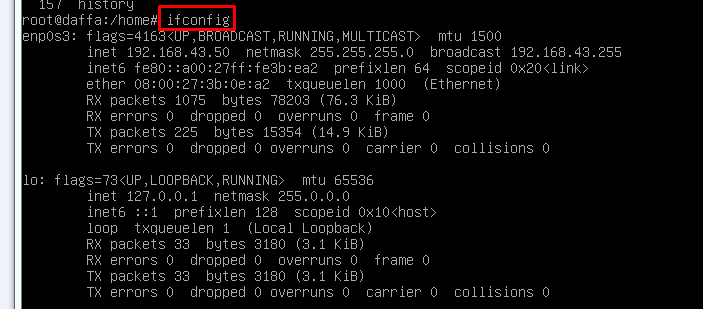 157  history
root@daffa:/home# ifconfig
enp0s3: flags=4163<UP,BROADCAST,RUNNING,MULTICAST>  mtu 1500
inet 192.168.43.50  netmask 255.255.255.0  broadcast 192.168.43.255
inet6 fe80::a00:27ff:fe3b:ea2  prefixlen 64  scopeid 0x20<link>
ether 08:00:27:3b:0e:a2  txqueuelen 1000  (Ethernet)
RX packets 1075  bytes 78203 (76.3 KiB)
RX errors 0  dropped 0  overruns 0  frame 0
TX packets 225  bytes 15354 (14.9 KiB)
TX errors 0  dropped 0 overruns 0  carrier 0  collisions 0
lo: flags=73<UP,LOOPBACK,RUNNING>  mtu 65536
inet 127.0.0.1  netmask 255.0.0.0
inet6 ::1  prefixlen 128  scopeid 0x10<host>
loop  txqueuelen 1  (Local Loopback)
RX packets 33  bytes 3180 (3.1 KiB)
RX errors 0  dropped 0  overruns 0  frame 0
TX packets 33  bytes 3180 (3.1 KiB)
TX errors 0  dropped 0 overruns 0  carrier 0  collisions 0